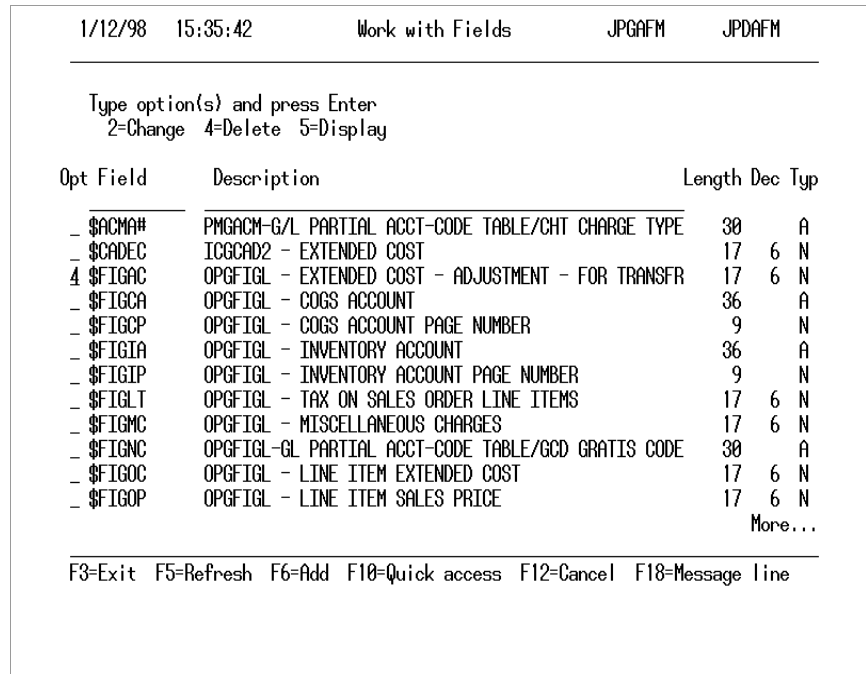 1/12/98 15:35:42 Work with Fields JPGAFM JPDAFM
Type option(s) and press Enter
2=Change 4=Delete 5=Display
Opt Field Description Length Dec Typ
_ $ACMA# PMGACM-G/L PARTIAL ACCT-CODE TABLE/CHT CHARGE TYPE 30 A
_ $CADEC ICGCAD2 - EXTENDED COST 17 6 N
4 $FIGAC OPGFIGL - EXTENDED COST - ADJUSTMENT - FOR TRANSFR 17 6 N
_ $FIGCA OPGFIGL - COGS ACCOUNT 36 A
_ $FIGCP OPGFIGL - COGS ACCOUNT PAGE NUMBER 9 N
_ $FIGIA OPGFIGL - INVENTORY ACCOUNT 36 A
_ $FIGIP OPGFIGL - INVENTORY ACCOUNT PAGE NUMBER 9 N
_ $FIGLT OPGFIGL - TAX ON SALES ORDER LINE ITEMS 17 6 N
_ $FIGMC OPGFIGL - MISCELLANEOUS CHARGES 17 6 N
_ $FIGNC OPGFIGL-GL PARTIAL ACCT-CODE TABLE/GCD GRATIS CODE 30 A
_ $FIGOC OPGFIGL - LINE ITEM EXTENDED COST 17 6 N
_ $FIGOP OPGFIGL - LINE ITEM SALES PRICE 17 6 N
More...
F3=Exit F5=Refresh F6=Add F10=Quick access F12=Cancel F18=Message line